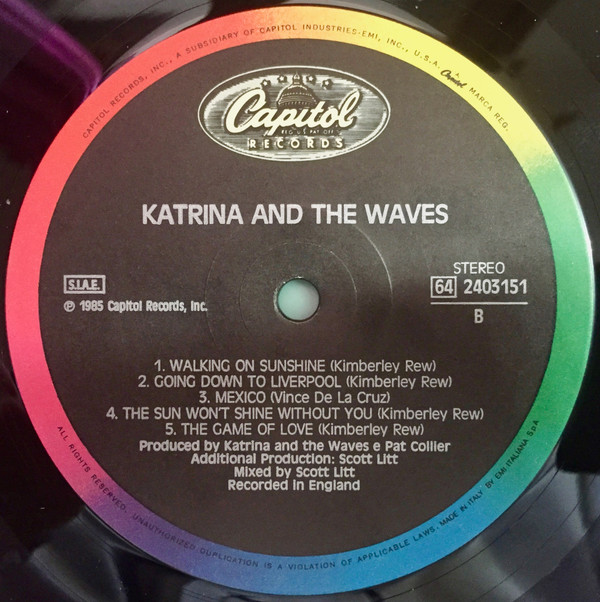 CAPITOL RECORDS, INC., A SUBSIDIARY OF CAPITOL INDUSTRIES-EMI, INC., U.S.A. Capitol MARCA REG.
Capitol
REG. U.S. PAT. OFF.
RECORDS
KATRINA AND THE WAVES
S.I.A.E.
℗ 1985 Capitol Records, Inc.
STEREO
64 2403151
B
1. WALKING ON SUNSHINE (Kimberley Rew)
2. GOING DOWN TO LIVERPOOL (Kimberley Rew)
3. MEXICO (Vince De La Cruz)
4. THE SUN WON'T SHINE WITHOUT YOU (Kimberley Rew)
5. THE GAME OF LOVE (Kimberley Rew)
Produced by Katrina and the Waves e Pat Collier
Additional Production: Scott Litt
Mixed by Scott Litt
Recorded in England
ALL RIGHTS RESERVED. UNAUTHORIZED DUPLICATION IS A VIOLATION OF APPLICABLE LAWS. MADE IN ITALY BY EMI ITALIANA SpA